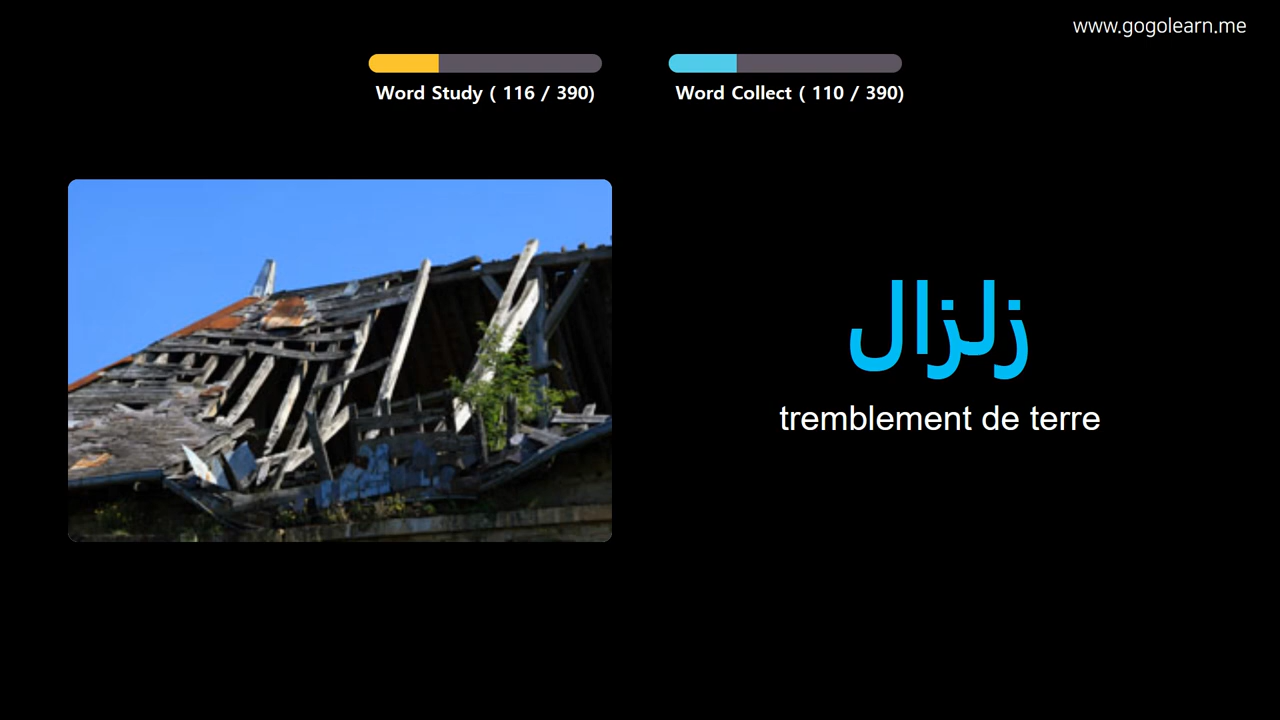 www.gogolearn.me
Word Study ( 116 / 390)
Word Collect ( 110 / 390)
زلزال
tremblement de terre